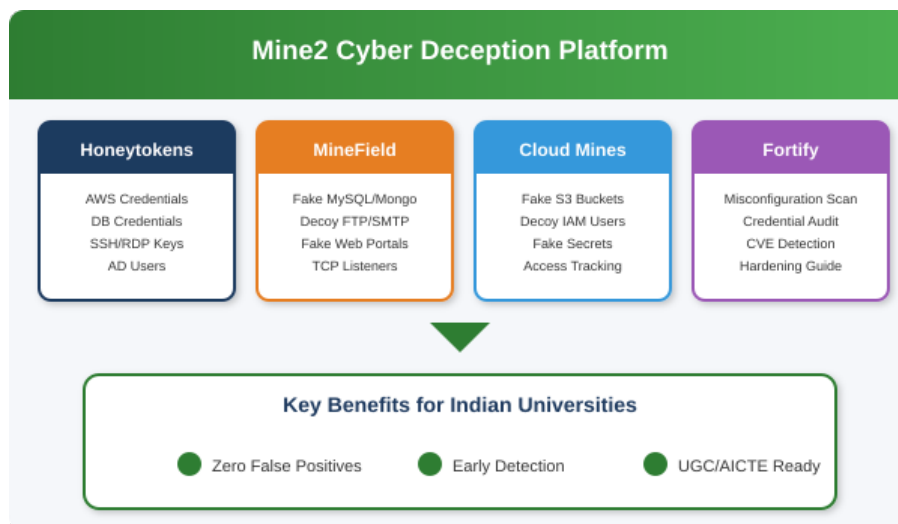 Mine2 Cyber Deception Platform
Honeytokens
AWS Credentials
DB Credentials
SSH/RDP Keys
AD Users
MineField
Fake MySQL/Mongo
Decoy FTP/SMTP
Fake Web Portals
TCP Listeners
Cloud Mines
Fake S3 Buckets
Decoy IAM Users
Fake Secrets
Access Tracking
Fortify
Misconfiguration Scan
Credential Audit
CVE Detection
Hardening Guide
Key Benefits for Indian Universities
Zero False Positives
Early Detection
UGC/AICTE Ready